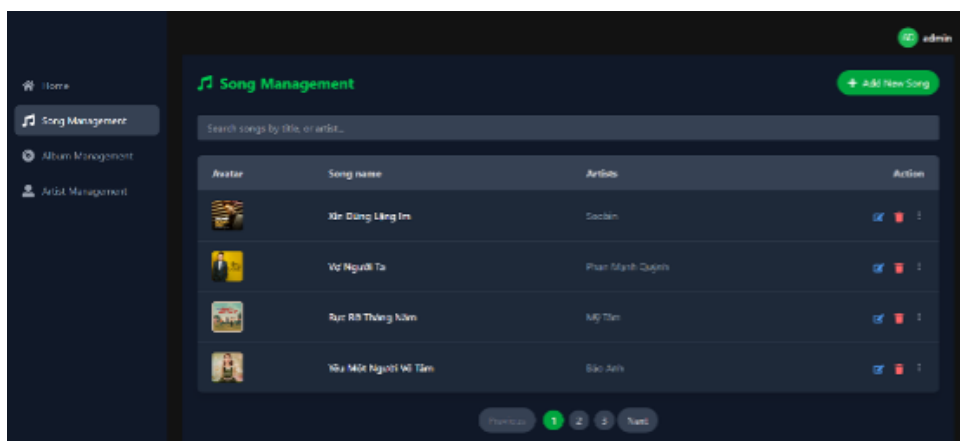 admin
Home
Song Management
Add New Song
Song Management
Search songs by title, or artist...
Album Management
Artist Management
Avatar Song name Artists Action
Xin Đừng Lặng Im Soobin
Vợ Người Ta Phan Mạnh Quỳnh
Rực Rỡ Tháng Năm Mỹ Tâm
Yêu Một Người Vô Tâm Bảo Anh
Previous 1 2 3 Next